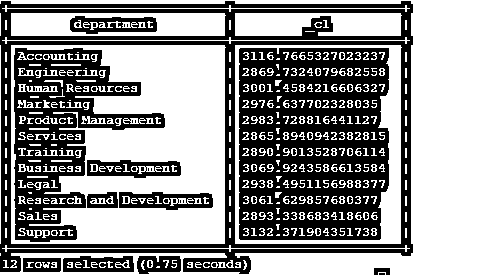 department _c1
Accounting 3116.7665327023237
Engineering 2869.7324079682558
Human Resources 3001.4584216606327
Marketing 2976.637702328035
Product Management 2983.728816441127
Services 2865.8940942382815
Training 2890.9013528706114
Business Development 3069.9243586613584
Legal 2938.4951156988377
Research and Development 3061.629857680377
Sales 2893.338683418606
Support 3132.371904351738
12 rows selected (0.75 seconds)